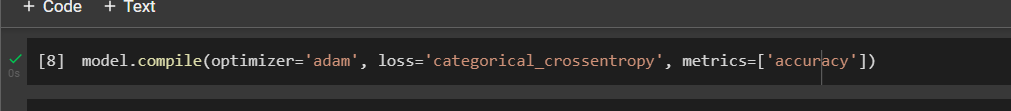 + Code + Text
[8] model.compile(optimizer='adam', loss='categorical_crossentropy', metrics=['accuracy'])
0s